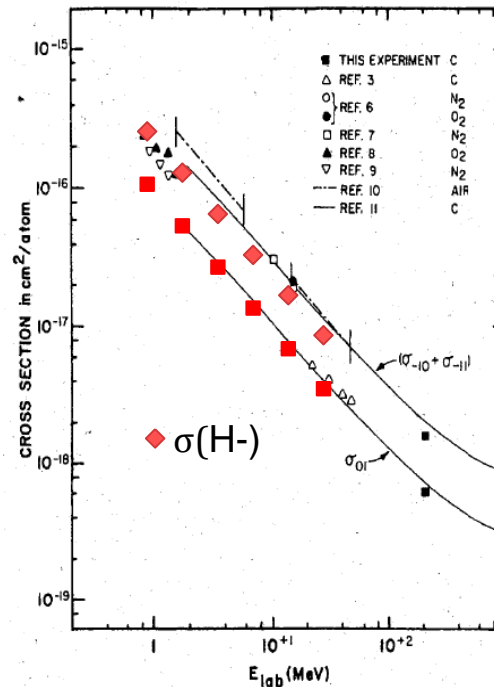 10⁻¹⁵
10⁻¹⁶
10⁻¹⁷
10⁻¹⁸
10⁻¹⁹
CROSS SECTION in cm²/atom
■ THIS EXPERIMENT C
△ REF. 3 C
○ } REF. 6 N₂
● } O₂
□ REF. 7 N₂
▲ REF. 8 O₂
▽ REF. 9 N₂
REF. 10 AIR
REF. 11 C
(σ₋₁₀ + σ₋₁₁)
σ(H-)
σ₀₁
1 10⁺¹ 10⁺²
E_lab (MeV)